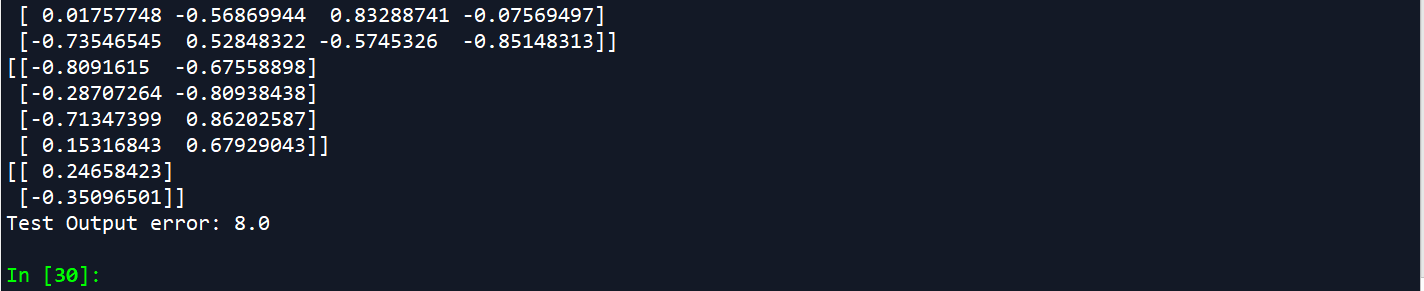 [ 0.01757748 -0.56869944  0.83288741 -0.07569497]
[-0.73546545  0.52848322 -0.5745326  -0.85148313]]
[[-0.8091615  -0.67558898]
[-0.28707264 -0.80938438]
[-0.71347399  0.86202587]
[ 0.15316843  0.67929043]]
[[ 0.24658423]
[-0.35096501]]
Test Output error: 8.0
In [30]: